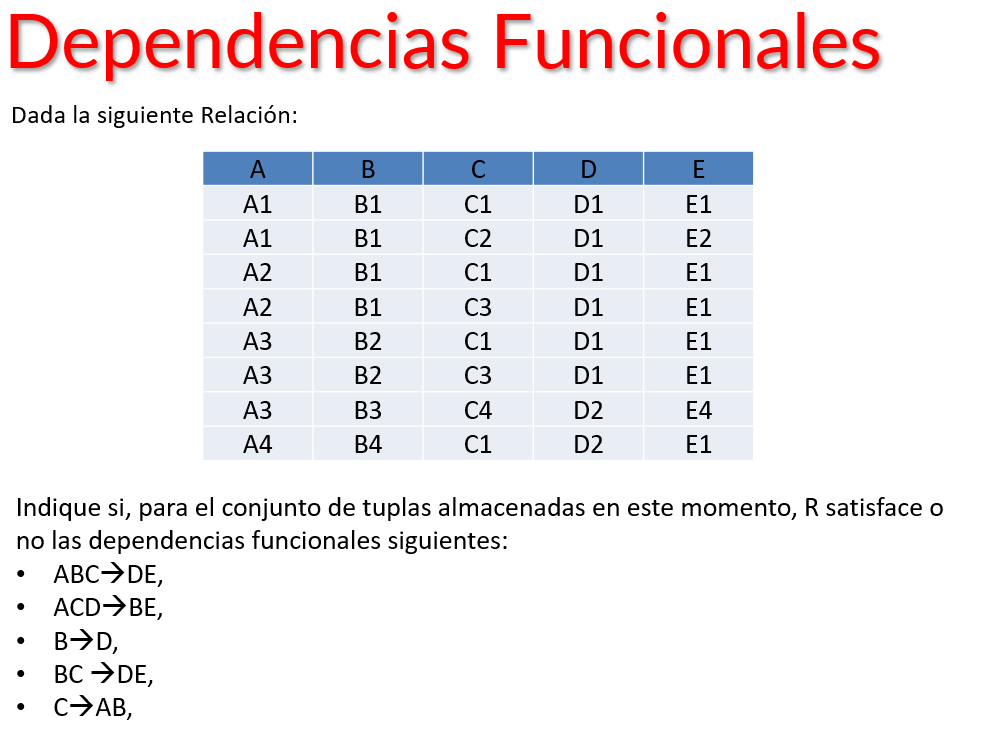 Dependencias Funcionales
Dada la siguiente Relación:
A B C D E
A1 B1 C1 D1 E1
A1 B1 C2 D1 E2
A2 B1 C1 D1 E1
A2 B1 C3 D1 E1
A3 B2 C1 D1 E1
A3 B2 C3 D1 E1
A3 B3 C4 D2 E4
A4 B4 C1 D2 E1
Indique si, para el conjunto de tuplas almacenadas en este momento, R satisface o
no las dependencias funcionales siguientes:
• ABC→DE,
• ACD→BE,
• B→D,
• BC →DE,
• C→AB,